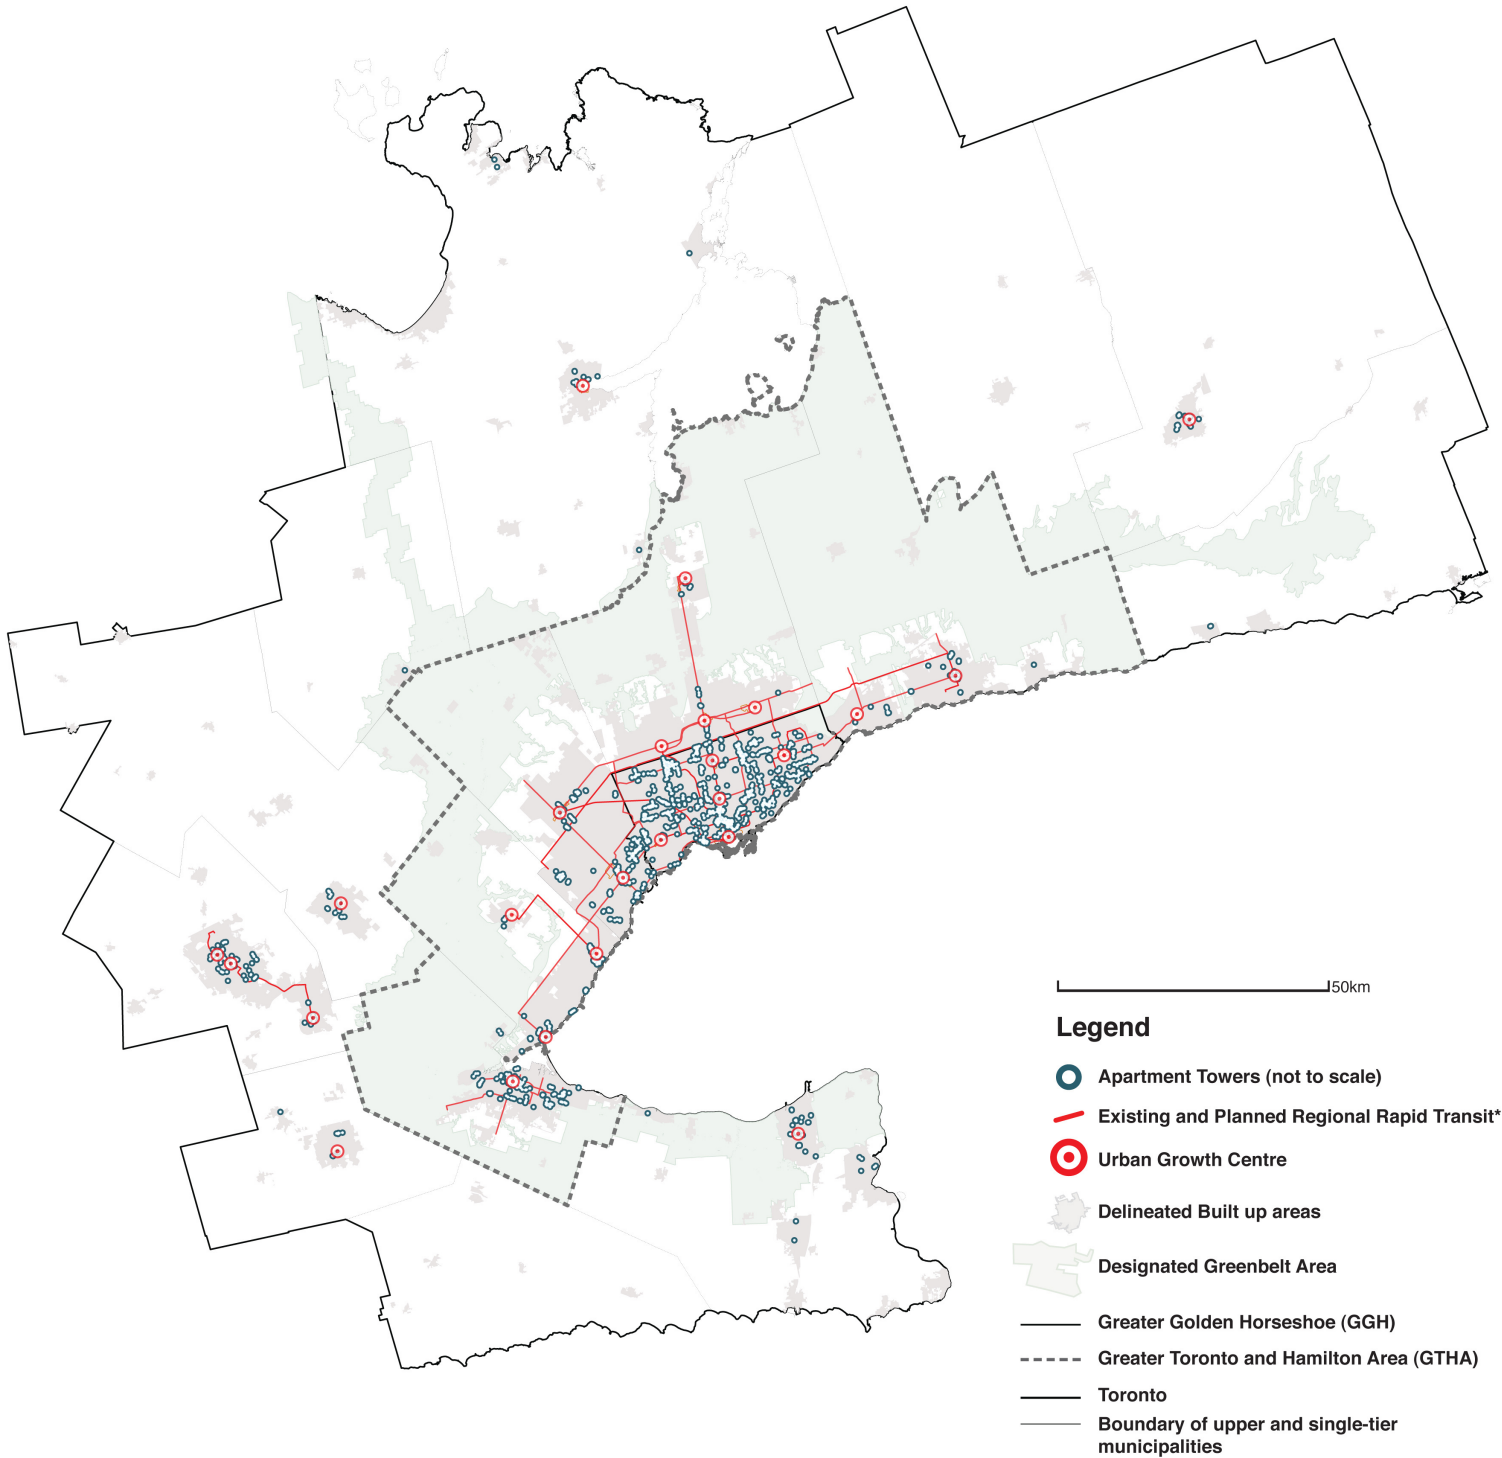 50km
Legend
Apartment Towers (not to scale)
Existing and Planned Regional Rapid Transit*
Urban Growth Centre
Delineated Built up areas
Designated Greenbelt Area
Greater Golden Horseshoe (GGH)
Greater Toronto and Hamilton Area (GTHA)
Toronto
Boundary of upper and single-tier
municipalities